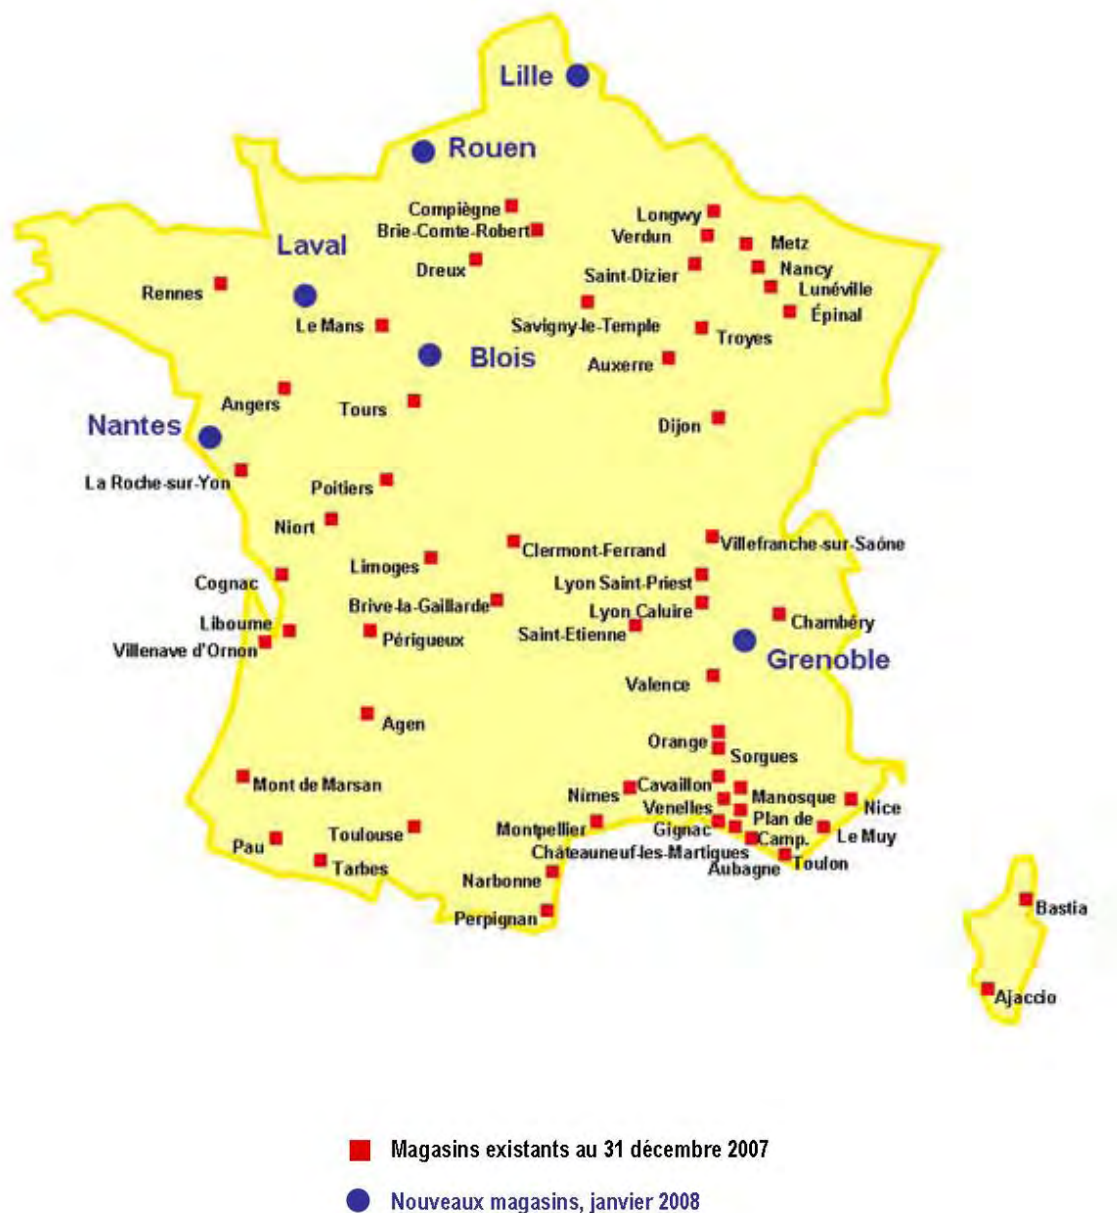 Lille
Rouen
Compiègne
Longwy
Brie-Comte-Robert
Verdun
Metz
Laval
Dreux
Saint-Dizier
Nancy
Rennes
Lunéville
Épinal
Le Mans
Savigny-le-Temple
Troyes
Blois
Auxerre
Angers
Tours
Nantes
Dijon
La Roche-sur-Yon
Poitiers
Niort
Clermont-Ferrand
Villefranche-sur-Saône
Limoges
Cognac
Lyon Saint-Priest
Brive-la-Gaillarde
Lyon Caluire
Libourne
Chambéry
Saint-Etienne
Périgueux
Villenave d'Ornon
Grenoble
Valence
Agen
Orange
Sorgues
Mont de Marsan
Cavaillon
Nimes
Manosque
Venelles
Nice
Montpellier
Gignac
Plan de
Camp.
Toulouse
Le Muy
Pau
Châteauneuf-les-Martigues
Tarbes
Aubagne
Toulon
Narbonne
Perpignan
Bastia
Ajaccio
Magasins existants au 31 décembre 2007
Nouveaux magasins, janvier 2008